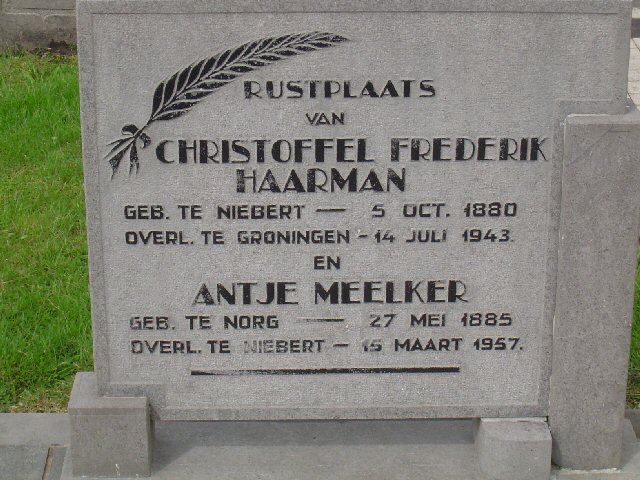 RUSTPLAATS
VAN
CHRISTOFFEL FREDERIK
HAARMAN
GEB. TE NIEBERT — 5 OCT. 1880
OVERL. TE GRONINGEN - 14 JULI 1943.
EN
ANTJE MEELKER
GEB. TE NORG — 27 MEI 1885
OVERL. TE NIEBERT — 15 MAART 1957.